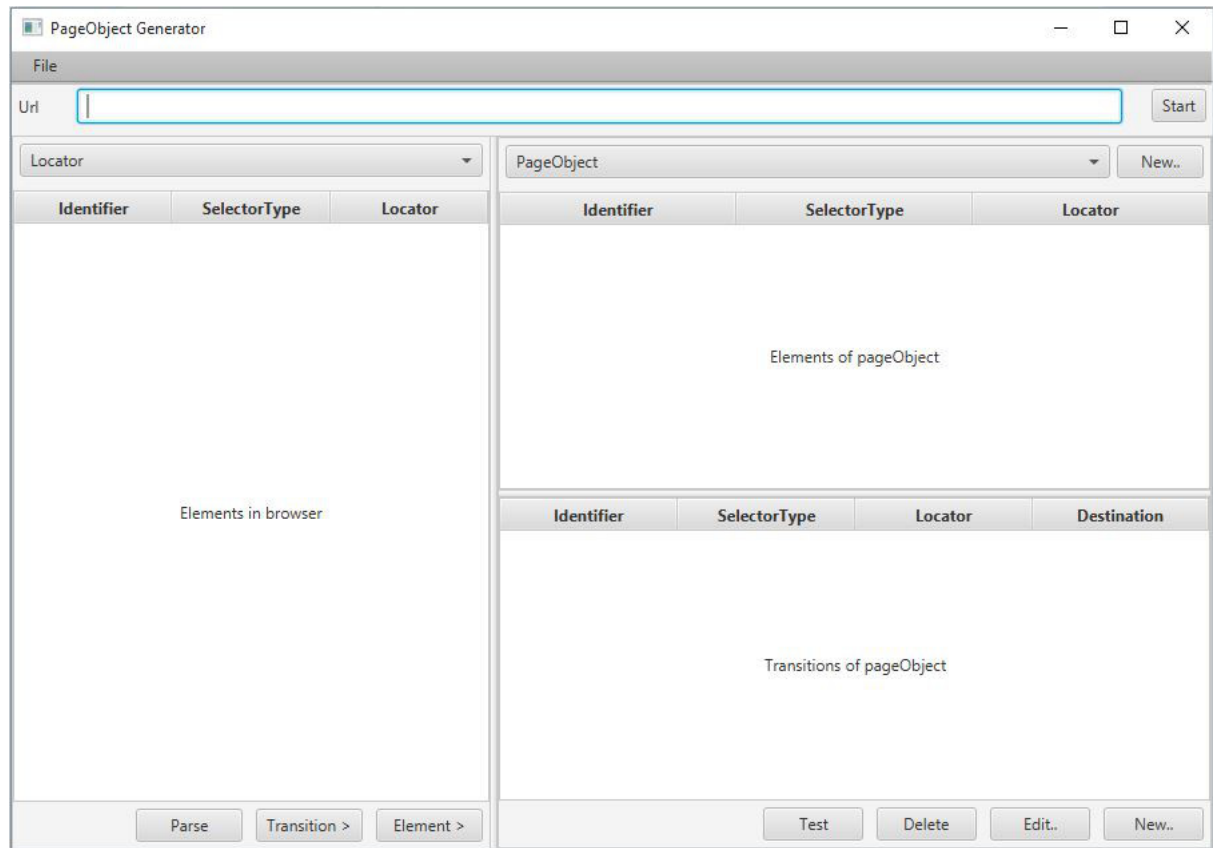 PageObject Generator
File
Url
Start
Locator
Identifier SelectorType Locator
Elements in browser
Parse Transition > Element >
PageObject New..
Identifier SelectorType Locator
Elements of pageObject
Identifier SelectorType Locator Destination
Transitions of pageObject
Test Delete Edit.. New..